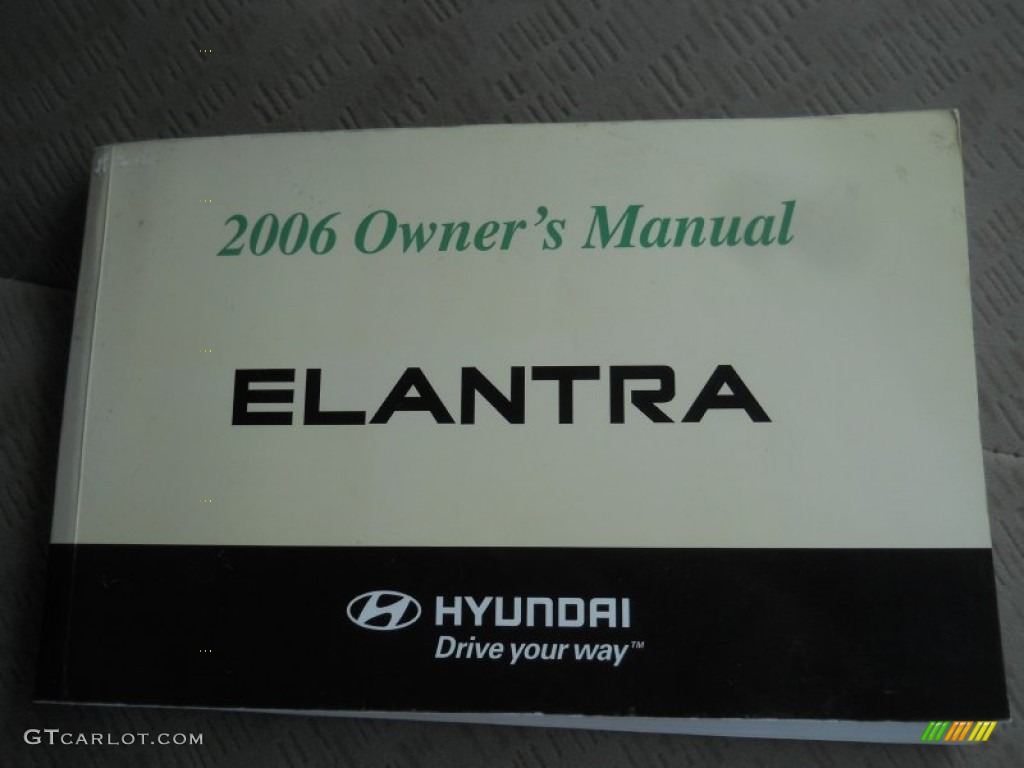 2006 Owner's Manual
ELANTRA
HYUNDAI
Drive your way™
GTCARLOT.COM